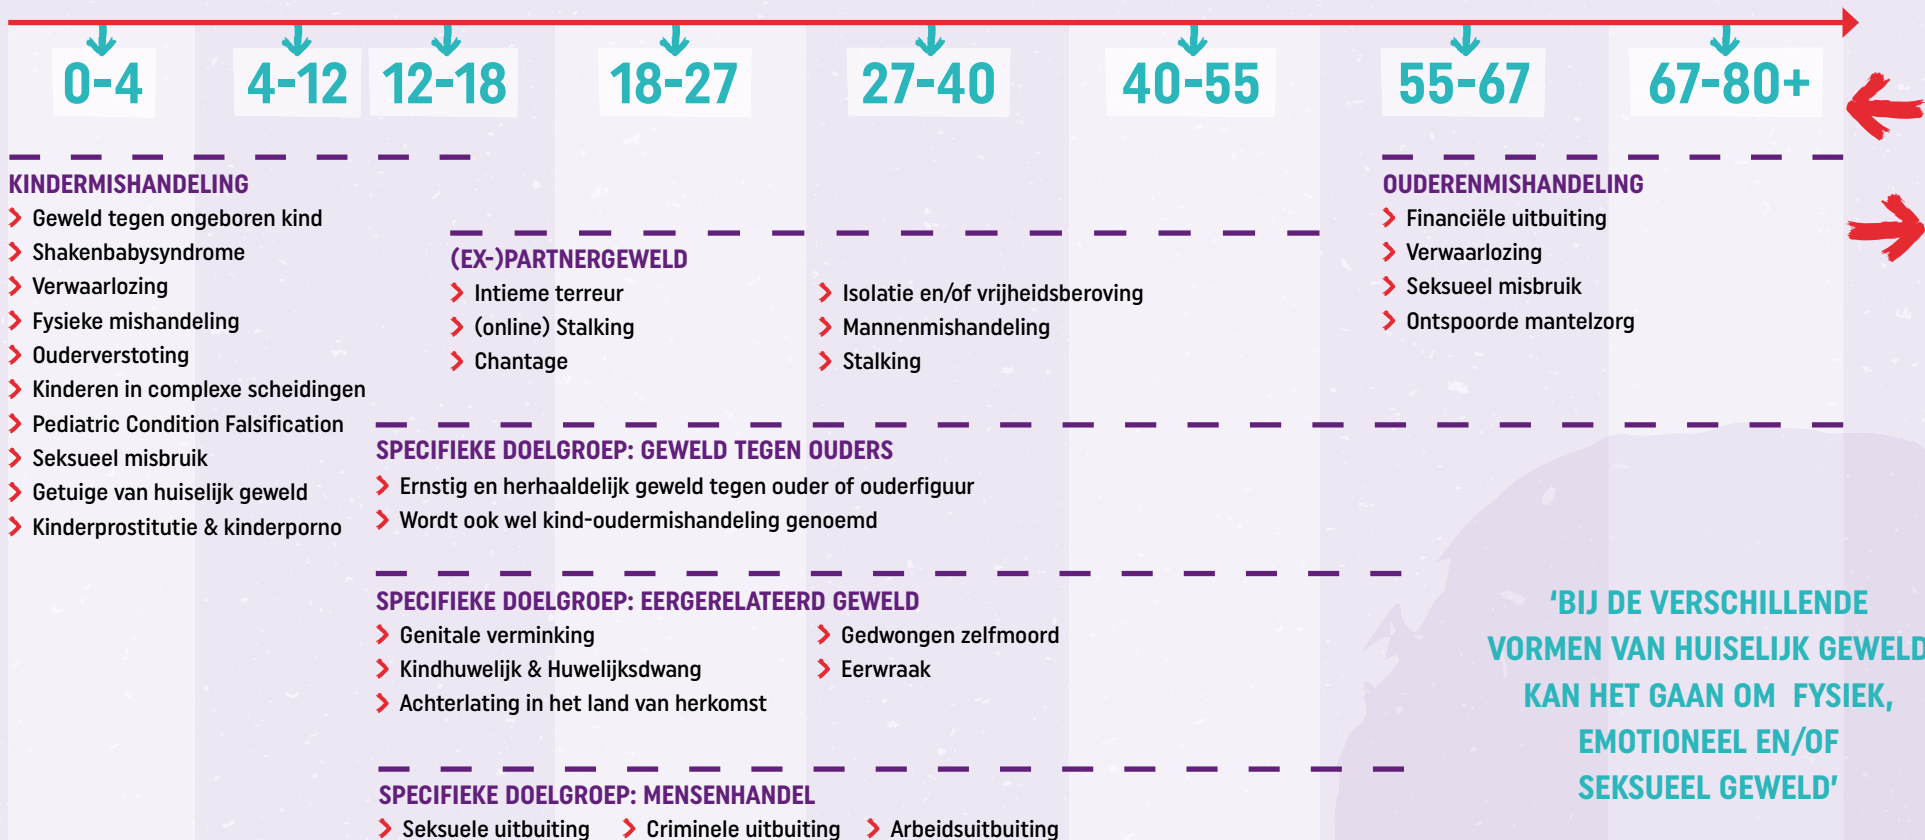 0-4
4-12
12-18
18-27
27-40
40-55
55-67
67-80+
KINDERMISHANDELING
Geweld tegen ongeboren kind
Shakenbabysyndrome
Verwaarlozing
Fysieke mishandeling
Ouderverstoting
Kinderen in complexe scheidingen
Pediatric Condition Falsification
Seksueel misbruik
Getuige van huiselijk geweld
Kinderprostitutie & kinderporno
(EX-)PARTNERGEWELD
Intieme terreur
(online) Stalking
Chantage
Isolatie en/of vrijheidsberoving
Mannenmishandeling
Stalking
OUDERENMISHANDELING
Financiële uitbuiting
Verwaarlozing
Seksueel misbruik
Ontspoorde mantelzorg
SPECIFIEKE DOELGROEP: GEWELD TEGEN OUDERS
Ernstig en herhaaldelijk geweld tegen ouder of ouderfiguur
Wordt ook wel kind-oudermishandeling genoemd
SPECIFIEKE DOELGROEP: EERGERELATEERD GEWELD
Genitale verminking
Kindhuwelijk & Huwelijksdwang
Achterlating in het land van herkomst
Gedwongen zelfmoord
Eerwraak
SPECIFIEKE DOELGROEP: MENSENHANDEL
Seksuele uitbuiting
Criminele uitbuiting
Arbeidsuitbuiting
‘BIJ DE VERSCHILLENDE
VORMEN VAN HUISELIJK GEWELD
KAN HET GAAN OM FYSIEK,
EMOTIONEEL EN/OF
SEKSUEEL GEWELD’